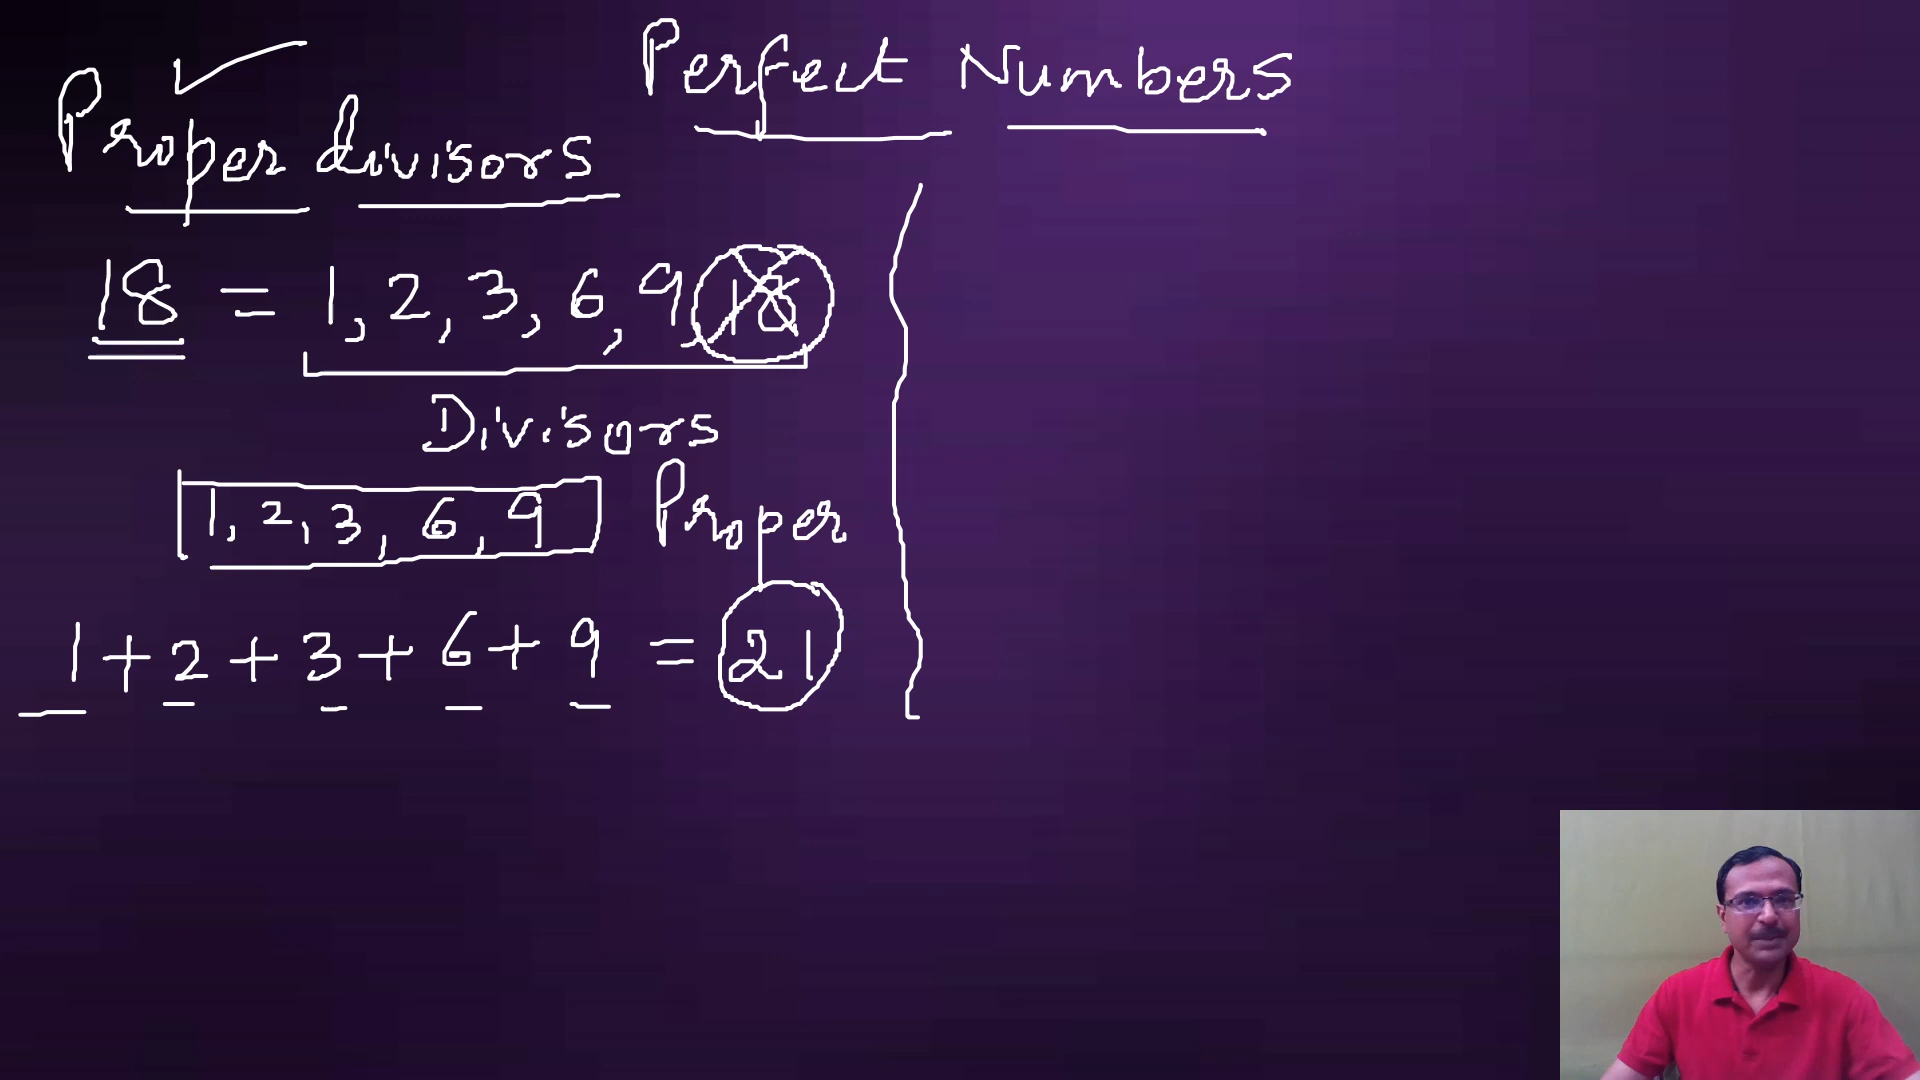 Perfect Numbers
Proper divisors
18 = 1, 2, 3, 6, 9, 18
Divisors
1, 2, 3, 6, 9 Proper
1 + 2 + 3 + 6 + 9 = 21